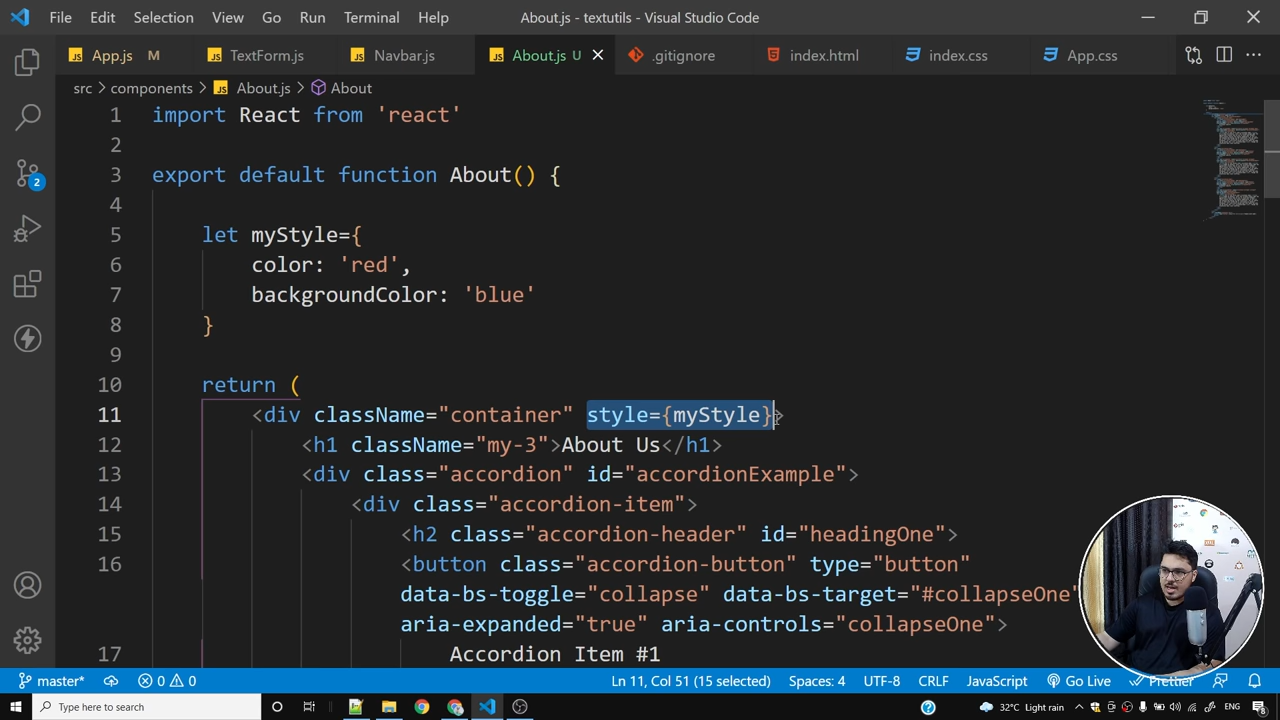 File Edit Selection View Go Run Terminal Help About.js - textutils - Visual Studio Code
App.js M TextForm.js Navbar.js About.js U .gitignore index.html index.css App.css
src > components > About.js > About
1 import React from 'react'
2
3 export default function About() {
4
5 let myStyle={
6 color: 'red',
7 backgroundColor: 'blue'
8 }
9
10 return (
11 <div className="container" style={myStyle}>
12 <h1 className="my-3">About Us</h1>
13 <div class="accordion" id="accordionExample">
14 <div class="accordion-item">
15 <h2 class="accordion-header" id="headingOne">
16 <button class="accordion-button" type="button"
data-bs-toggle="collapse" data-bs-target="#collapseOne"
aria-expanded="true" aria-controls="collapseOne">
17 Accordion Item #1
2
master* 0 0 Ln 11, Col 51 (15 selected) Spaces: 4 UTF-8 CRLF JavaScript Go Live Prettier
Type here to search 32°C Light rain ENG 8